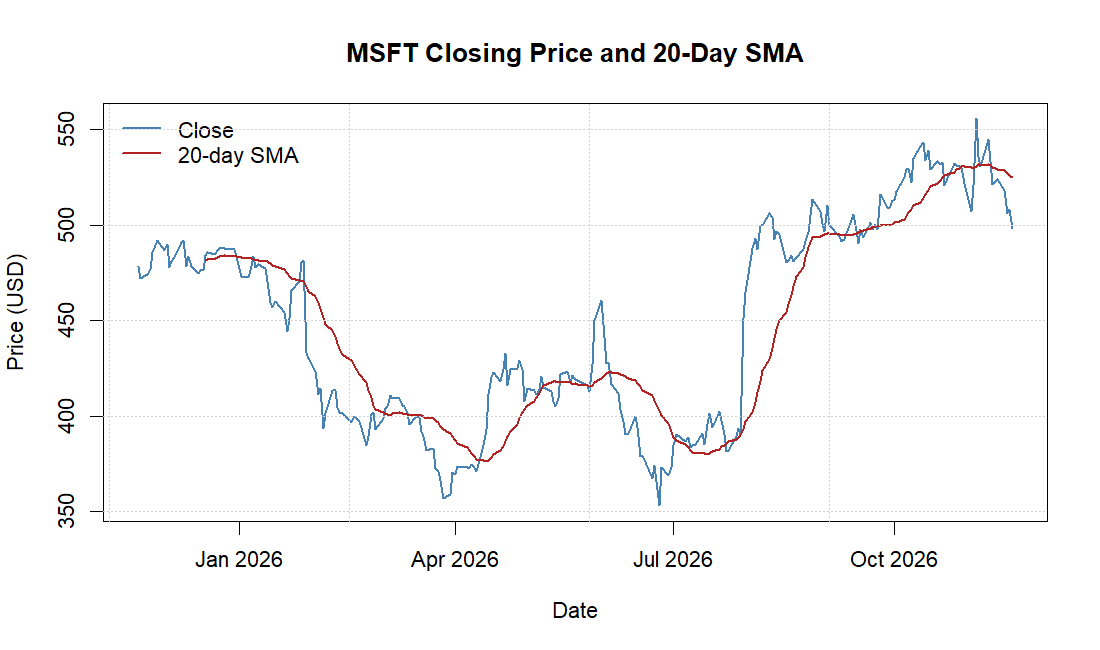 MSFT Closing Price and 20-Day SMA
Close
20-day SMA
550
500
450
400
350
Price (USD)
Jan 2026
Apr 2026
Jul 2026
Oct 2026
Date